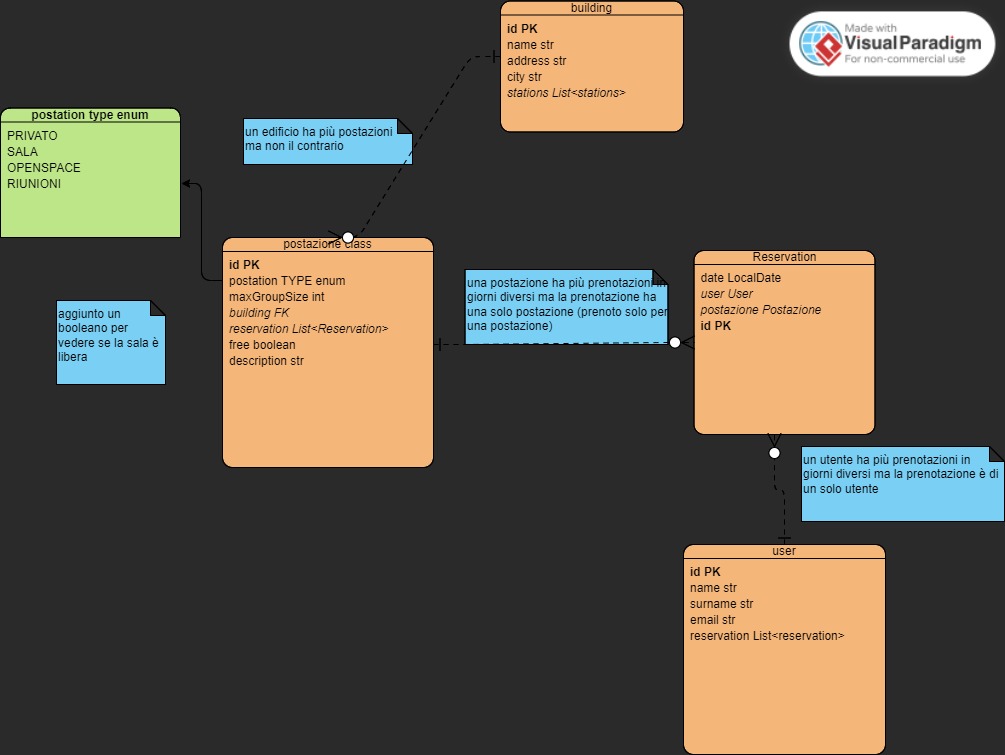 building
id PK
name str
address str
city str
stations List<stations>
Made with
Visual Paradigm
For non-commercial use
postation type enum
PRIVATO
SALA
OPENSPACE
RIUNIONI
un edificio ha più postazioni
ma non il contrario
postazione class
id PK
postation TYPE enum
maxGroupSize int
building FK
reservation List<Reservation>
free boolean
description str
aggiunto un
booleano per
vedere se la sala è
libera
una postazione ha più prenotazioni in
giorni diversi ma la prenotazione ha
una solo postazione (prenoto solo per
una postazione)
Reservation
date LocalDate
user User
postazione Postazione
id PK
un utente ha più prenotazioni in
giorni diversi ma la prenotazione è di
un solo utente
user
id PK
name str
surname str
email str
reservation List<reservation>